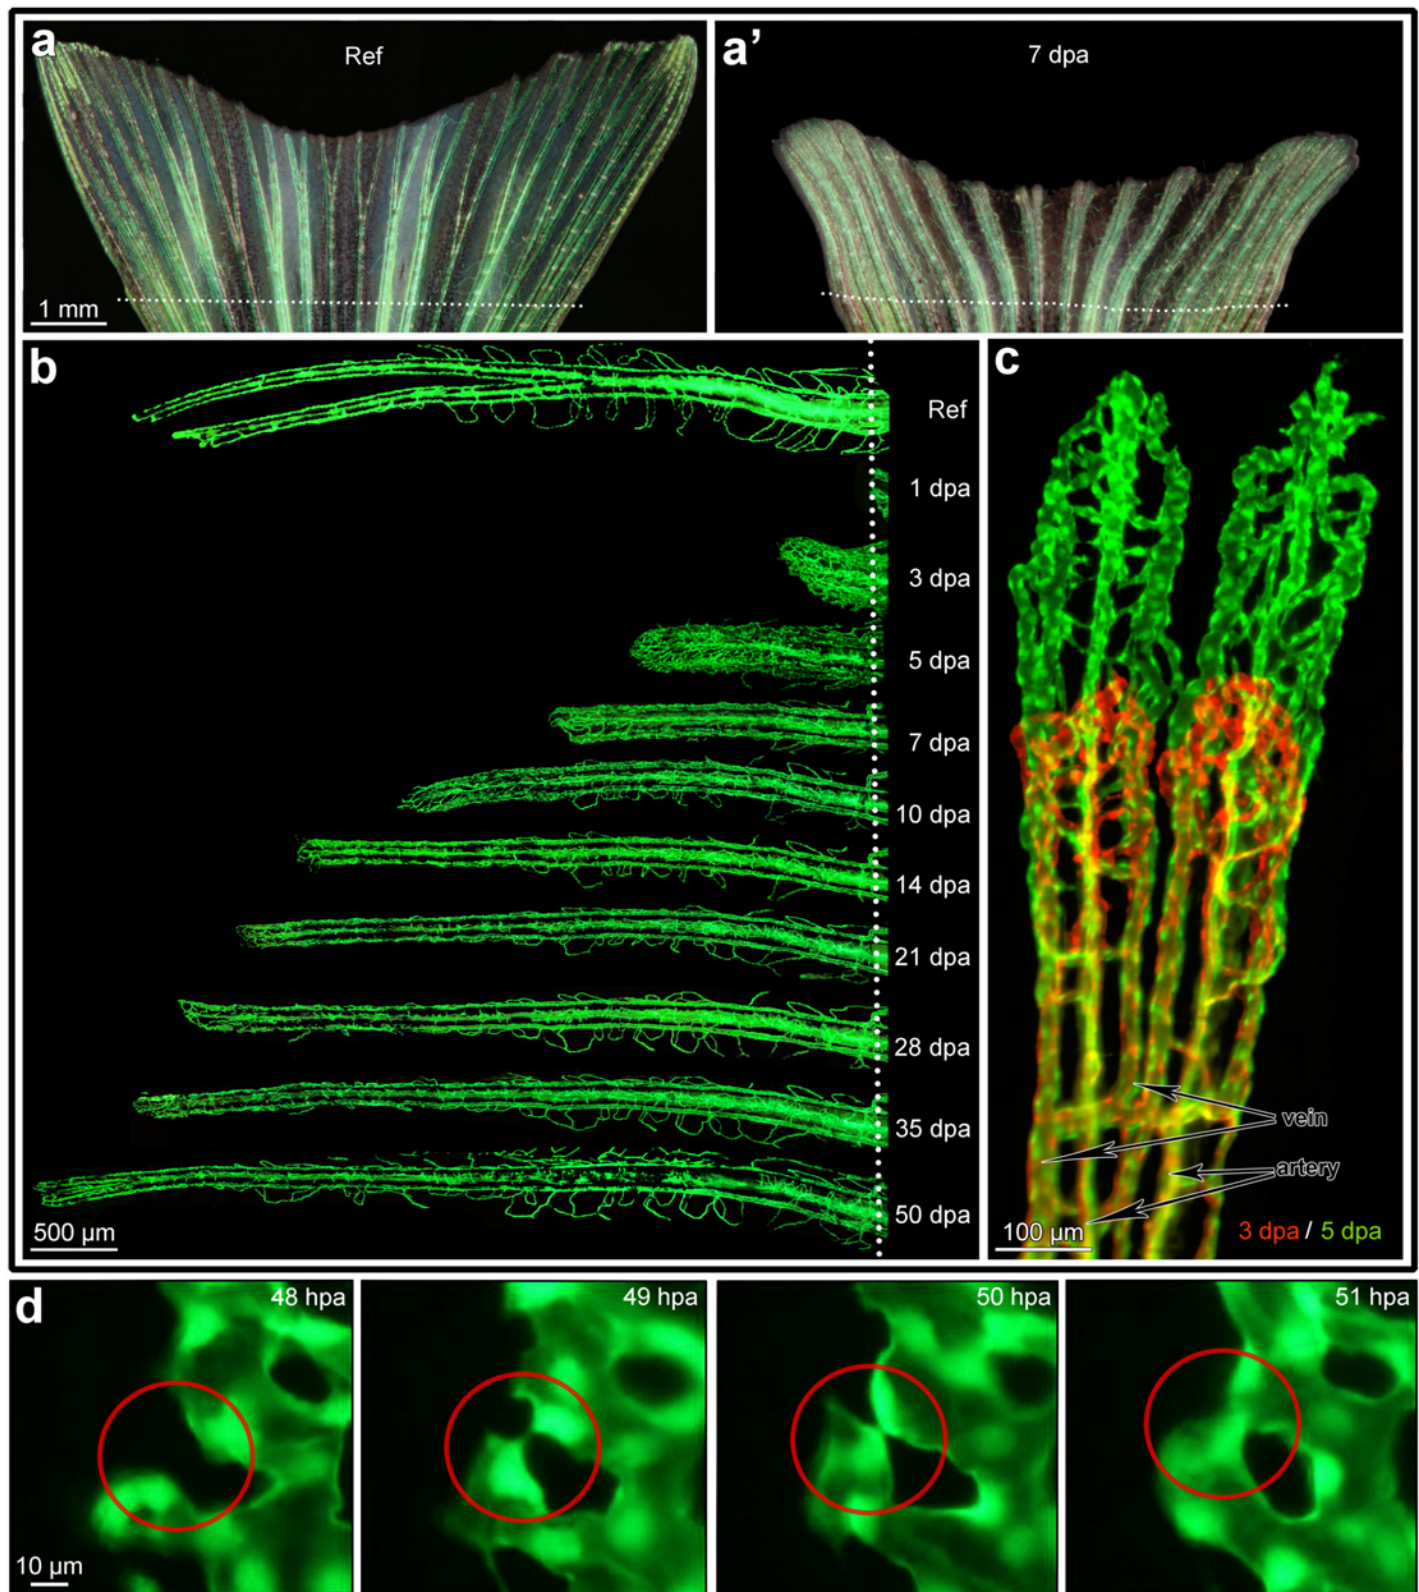 a
Ref
1 mm
a’
7 dpa
b
Ref
1 dpa
3 dpa
5 dpa
7 dpa
10 dpa
14 dpa
21 dpa
28 dpa
35 dpa
50 dpa
500 µm
c
vein
artery
100 µm
3 dpa / 5 dpa
d
48 hpa
49 hpa
50 hpa
51 hpa
10 µm